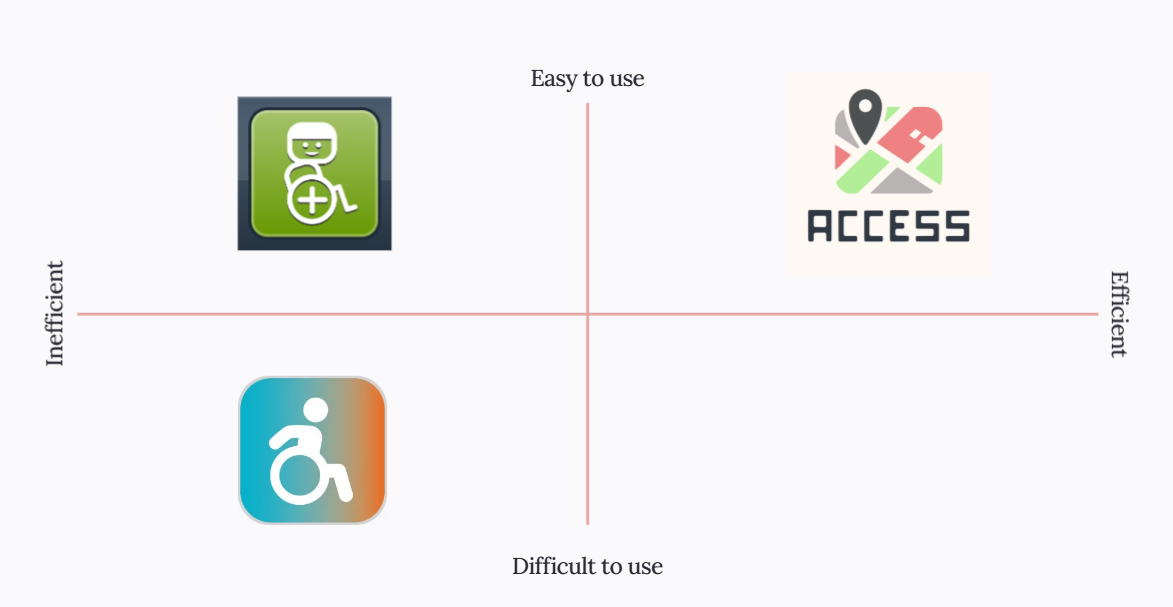 Easy to use
ACCESS
Inefficient
Efficient
Difficult to use